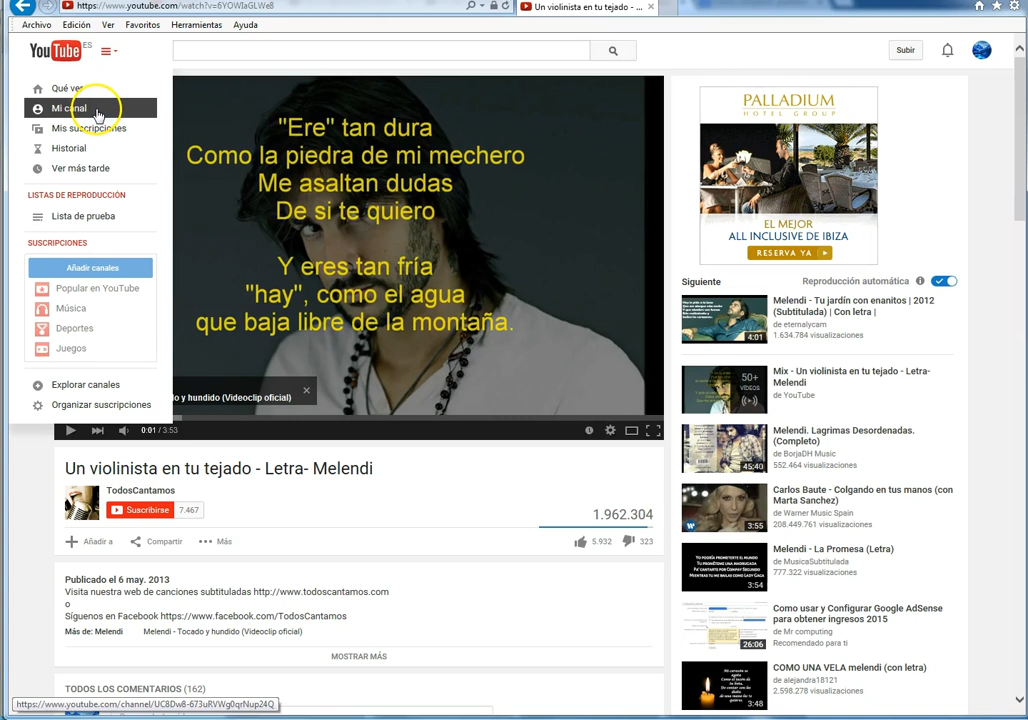 https://www.youtube.com/watch?v=6YOWIaGLWe8
Un violinista en tu tejado - ...
Archivo Edición Ver Favoritos Herramientas Ayuda
YouTube ES
Subir
Qué ver
Mi canal
Mis suscripciones
Historial
Ver más tarde
LISTAS DE REPRODUCCIÓN
Lista de prueba
SUSCRIPCIONES
Añadir canales
Popular en YouTube
Música
Deportes
Juegos
Explorar canales
Organizar suscripciones
"Ere" tan dura
Como la piedra de mi mechero
Me asaltan dudas
De si te quiero
Y eres tan fría
"hay", como el agua
que baja libre de la montaña.
do y hundido (Videoclip oficial)
0:01 / 3:53
Un violinista en tu tejado - Letra- Melendi
TodosCantamos
Suscribirse 7.467
1.962.304
Añadir a Compartir Más
5.932 323
Publicado el 6 may. 2013
Visita nuestra web de canciones subtituladas http://www.todoscantamos.com
o
Síguenos en Facebook https://www.facebook.com/TodosCantamos
Más de: Melendi Melendi - Tocado y hundido (Videoclip oficial)
MOSTRAR MÁS
TODOS LOS COMENTARIOS (162)
https://www.youtube.com/channel/UC8Dw8-673uRVWg0qrNup24Q
PALLADIUM
HOTEL GROUP
EL MEJOR
ALL INCLUSIVE DE IBIZA
RESERVA YA
Siguiente
Reproducción automática
Melendi - Tu jardín con enanitos | 2012
(Subtitulada) | Con letra |
de eternalycam
1.634.784 visualizaciones
4:01
Mix - Un violinista en tu tejado - Letra-
Melendi
de YouTube
50+
VÍDEOS
Melendi. Lagrimas Desordenadas.
(Completo)
de BorjaDH Music
552.464 visualizaciones
45:40
Carlos Baute - Colgando en tus manos (con
Marta Sanchez)
de Warner Music Spain
208.449.761 visualizaciones
3:55
Melendi - La Promesa (Letra)
de MusicaSubtitulada
777.322 visualizaciones
3:54
Como usar y Configurar Google AdSense
para obtener ingresos 2015
de Mr computing
Recomendado para ti
26:06
COMO UNA VELA melendi (con letra)
de alejandra18121
2.598.278 visualizaciones
3:48